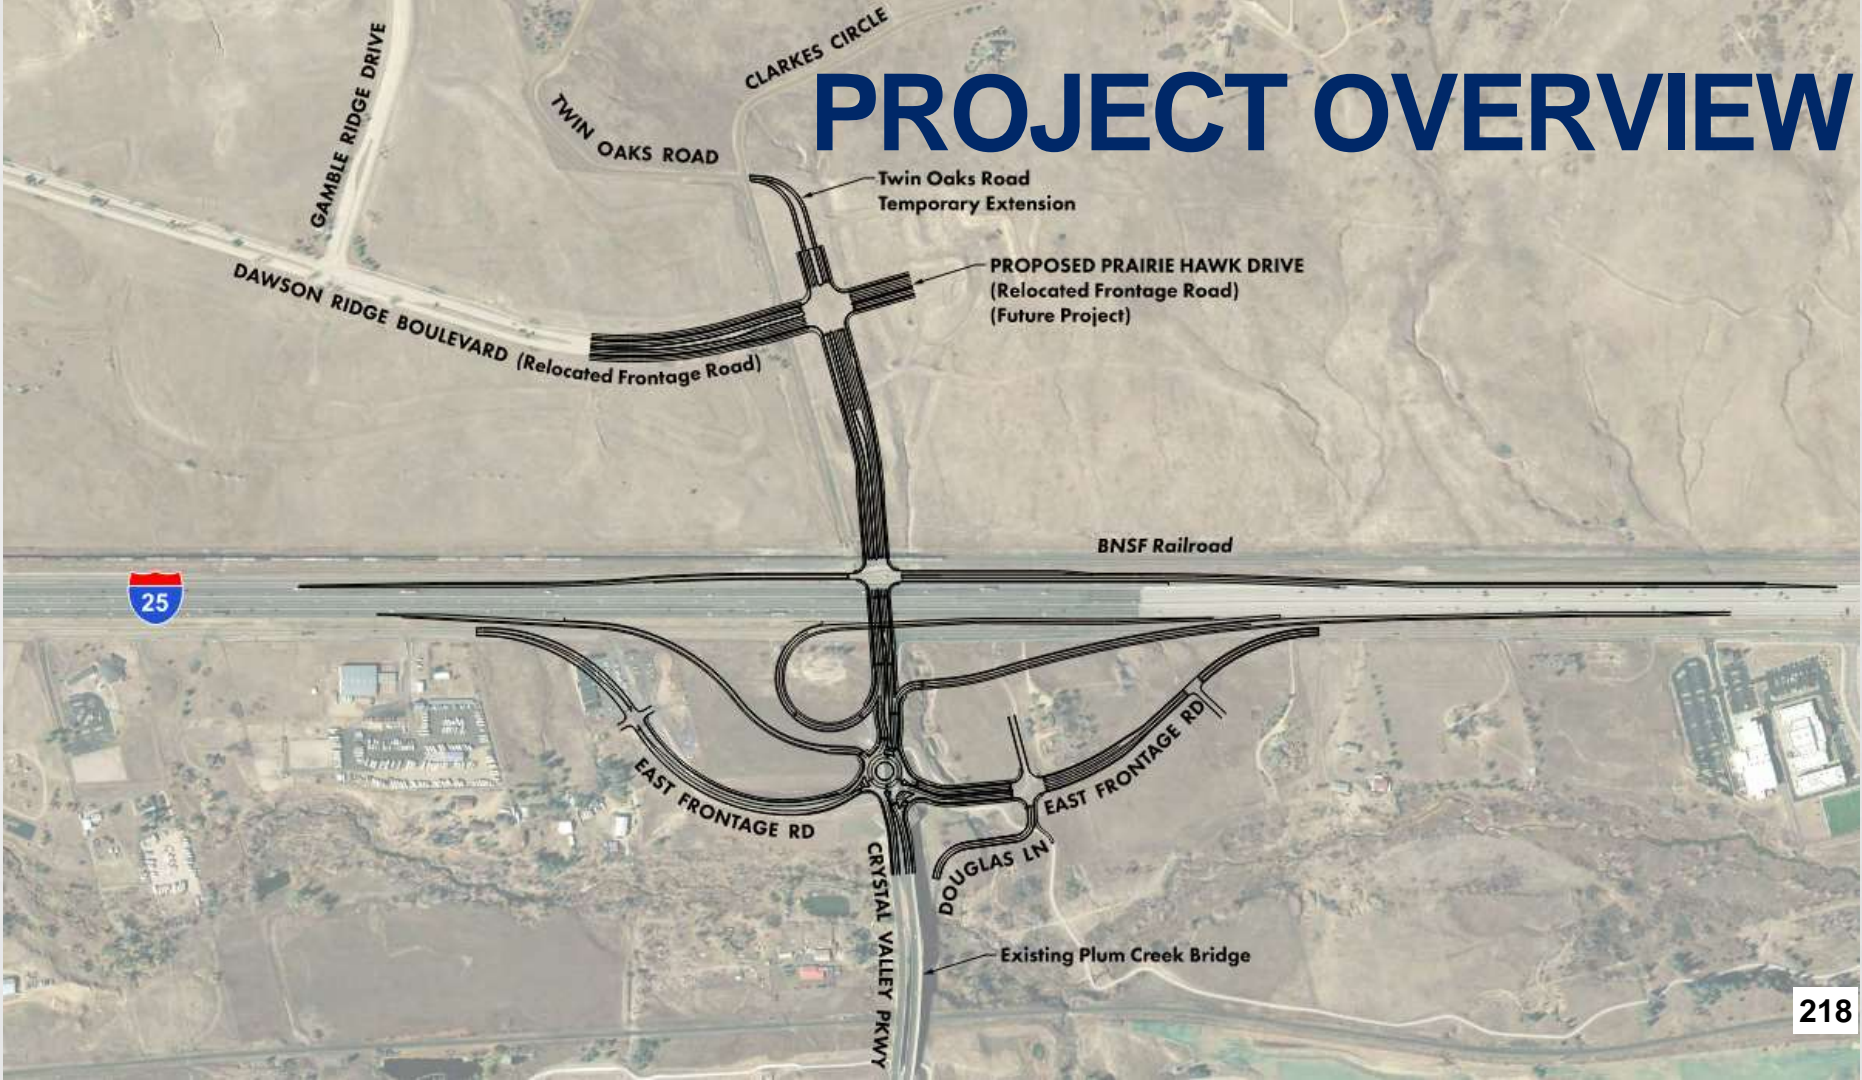 PROJECT OVERVIEW
CLARKES CIRCLE
GAMBLE RIDGE DRIVE
TWIN OAKS ROAD
Twin Oaks Road
Temporary Extension
PROPOSED PRAIRIE HAWK DRIVE
(Relocated Frontage Road)
(Future Project)
DAWSON RIDGE BOULEVARD (Relocated Frontage Road)
BNSF Railroad
25
EAST FRONTAGE RD
EAST FRONTAGE RD
DOUGLAS LN
CRYSTAL VALLEY PKWY
Existing Plum Creek Bridge
218